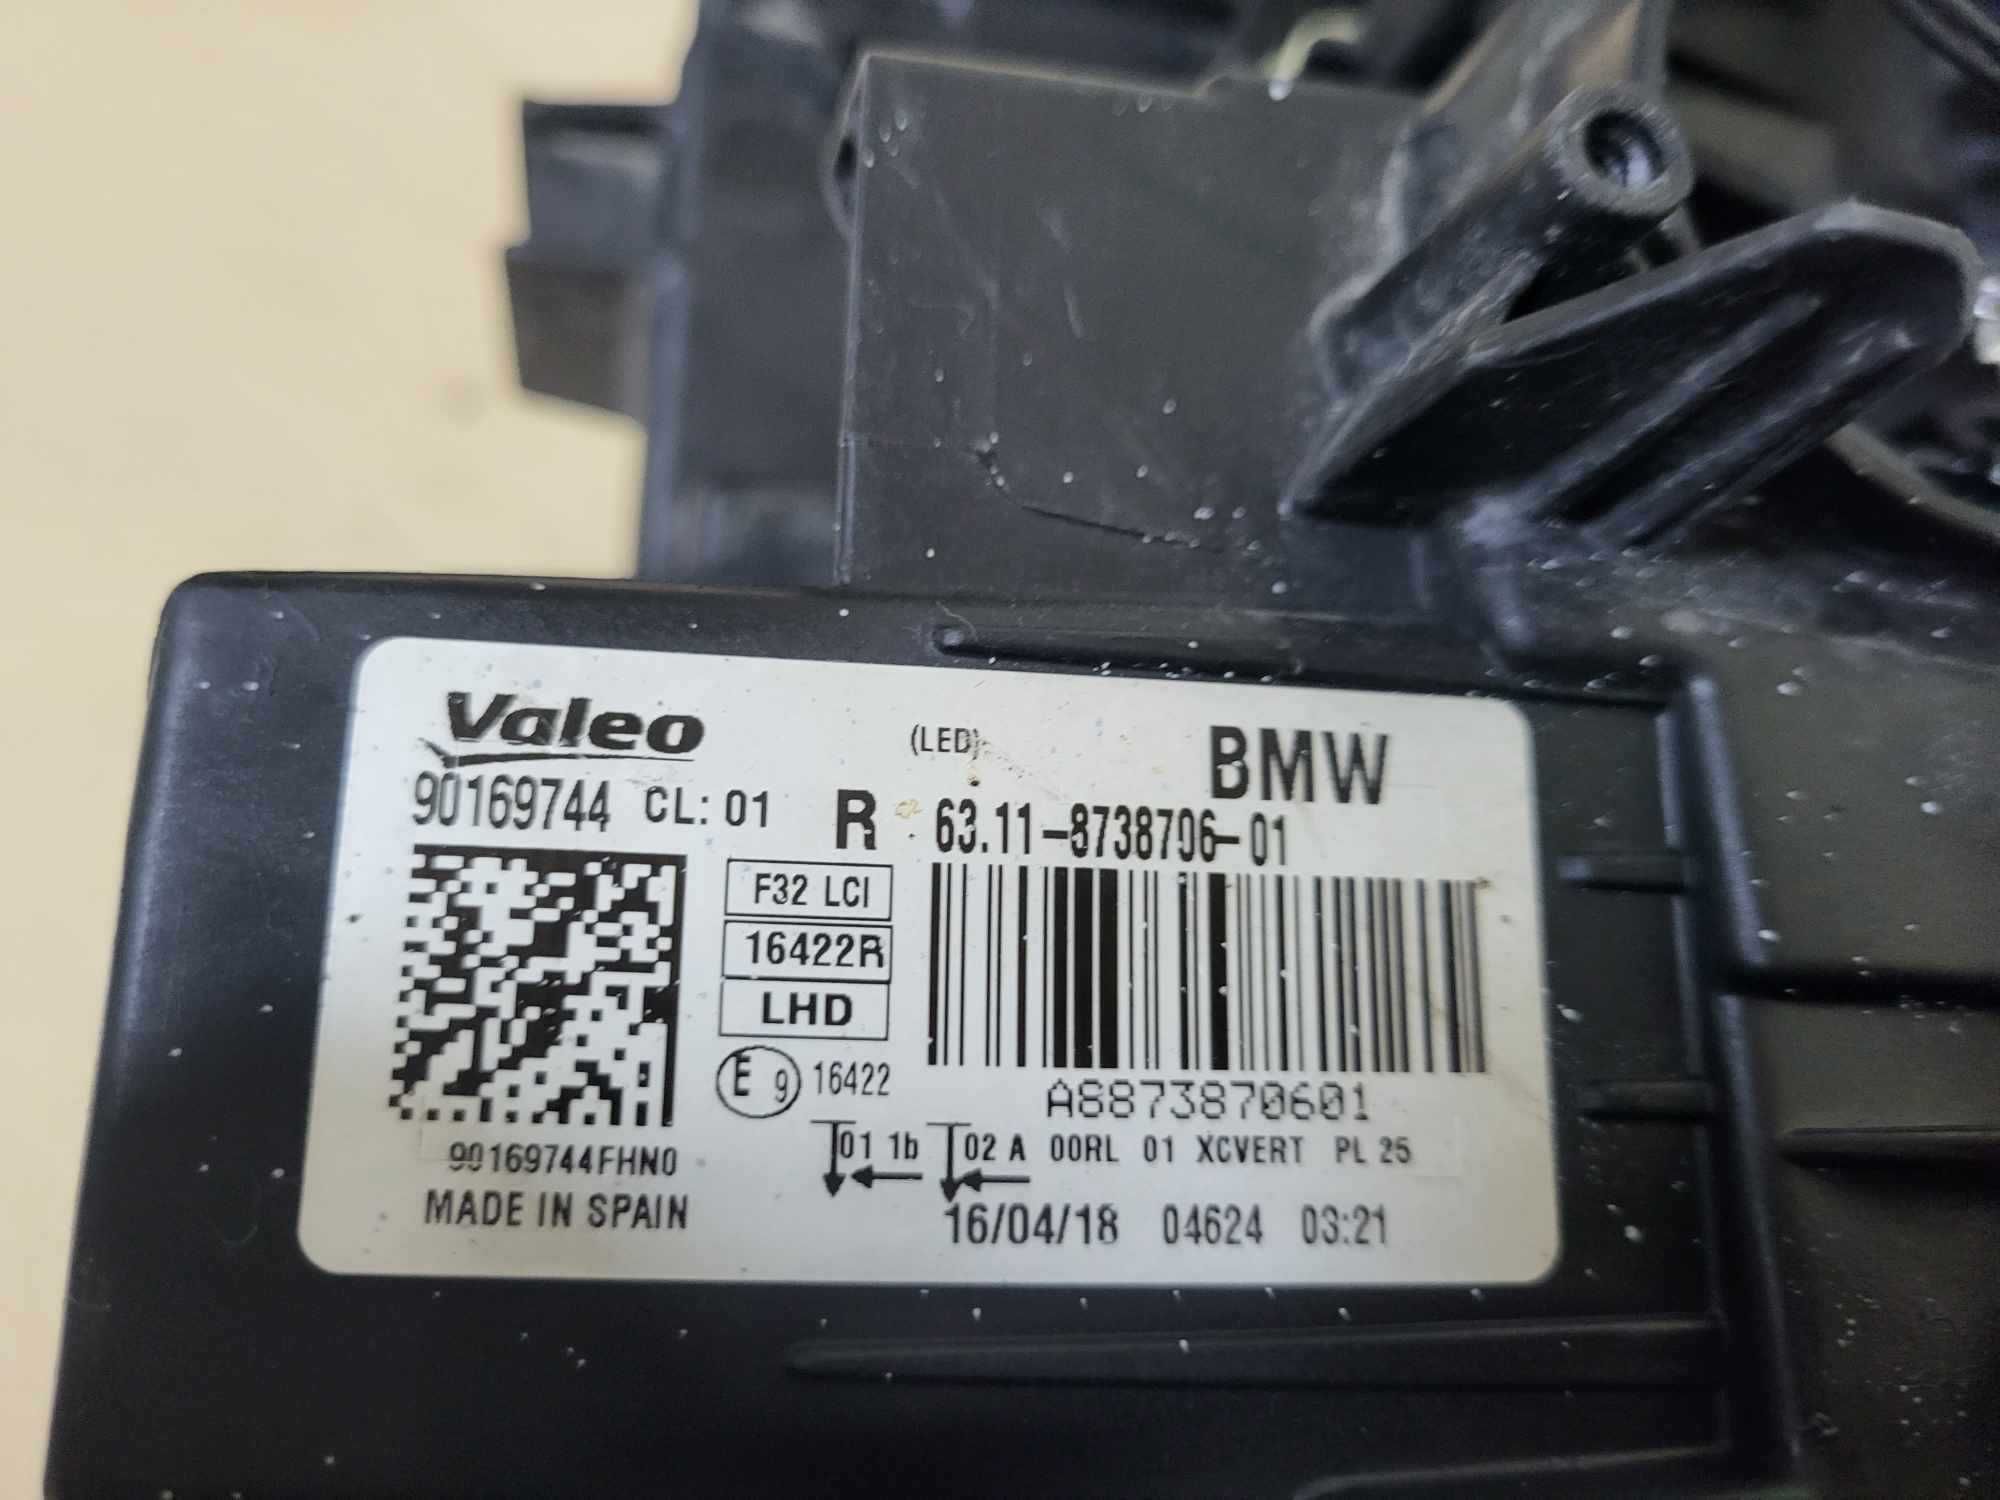 Valeo
(LED)
BMW
90169744 CL: 01 R 63.11-8738706-01
F32 LCI
16422R
LHD
E 9 16422
A8873870601
01 1b 02 A 00RL 01 XCVERT PL 25
90169744FHN0
MADE IN SPAIN
16/04/18 04624 03:21